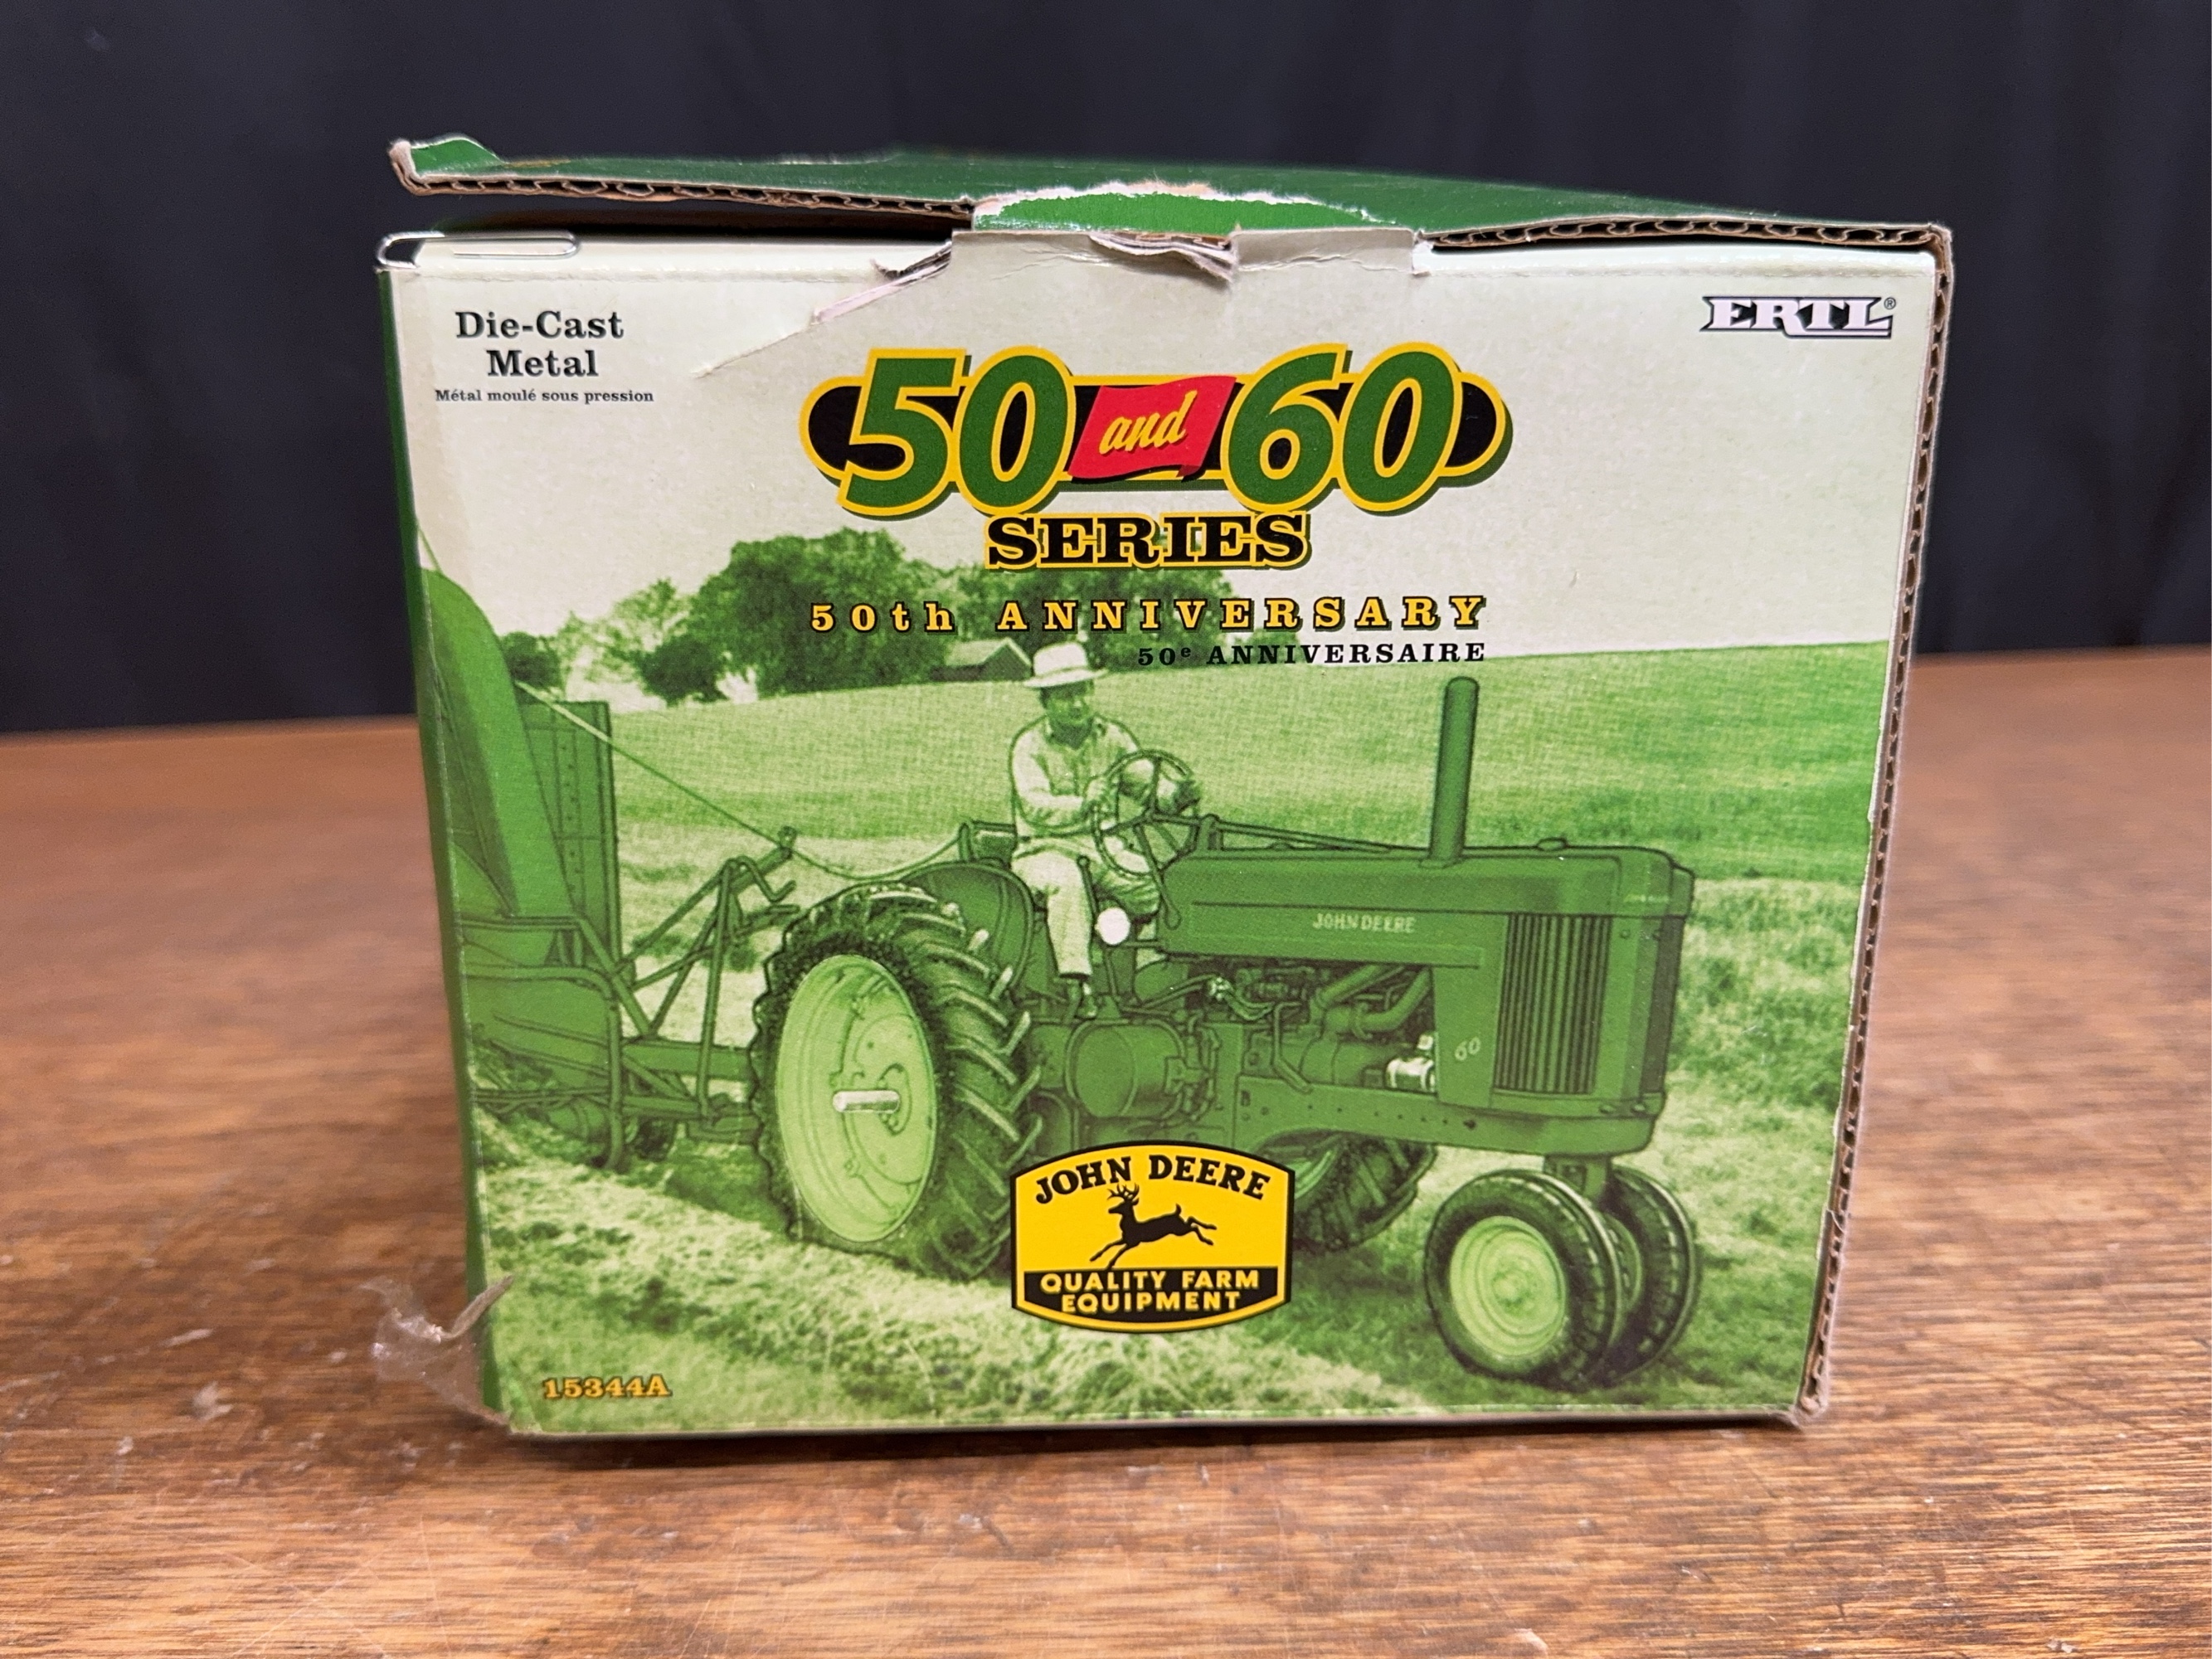 Die-Cast
Metal
Métal moulé sous pression
ERTL®
50 and 60
SERIES
50th ANNIVERSARY
50e ANNIVERSAIRE
JOHN DEERE
60
JOHN DEERE
QUALITY FARM
EQUIPMENT
15344A